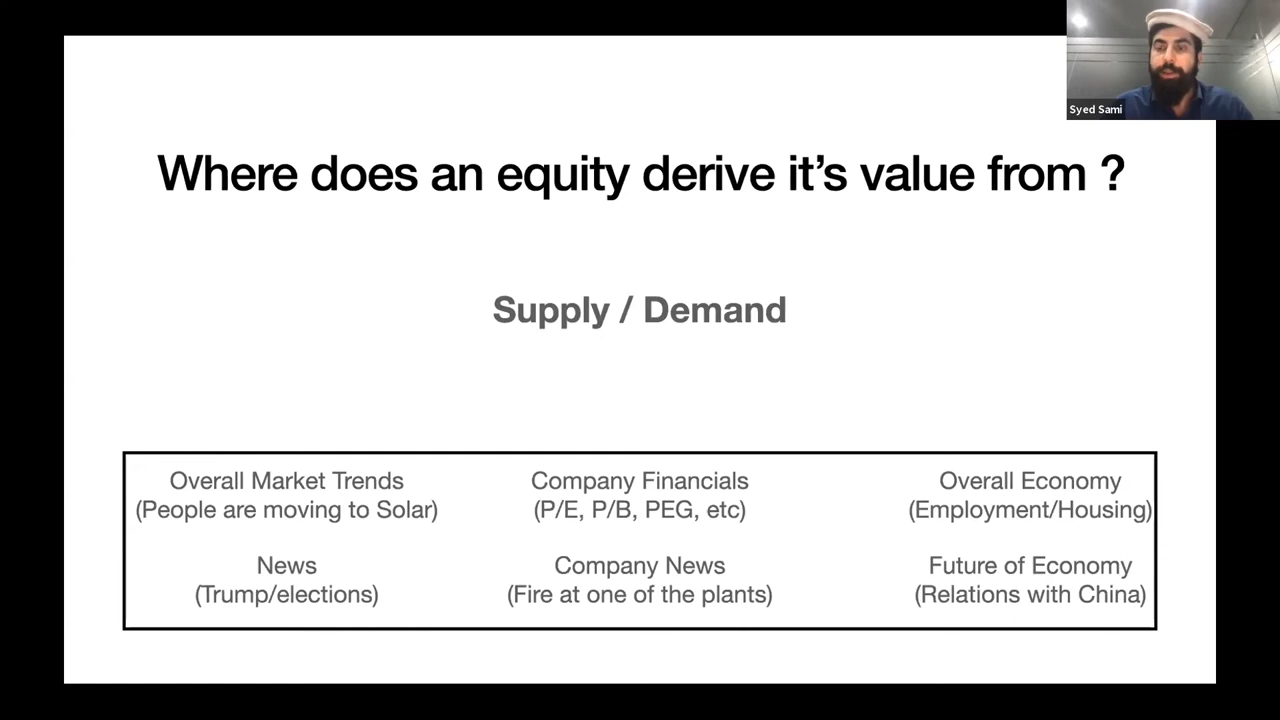 Syed Sami
Where does an equity derive it’s value from ?
Supply / Demand
Overall Market Trends
(People are moving to Solar)
Company Financials
(P/E, P/B, PEG, etc)
Overall Economy
(Employment/Housing)
News
(Trump/elections)
Company News
(Fire at one of the plants)
Future of Economy
(Relations with China)